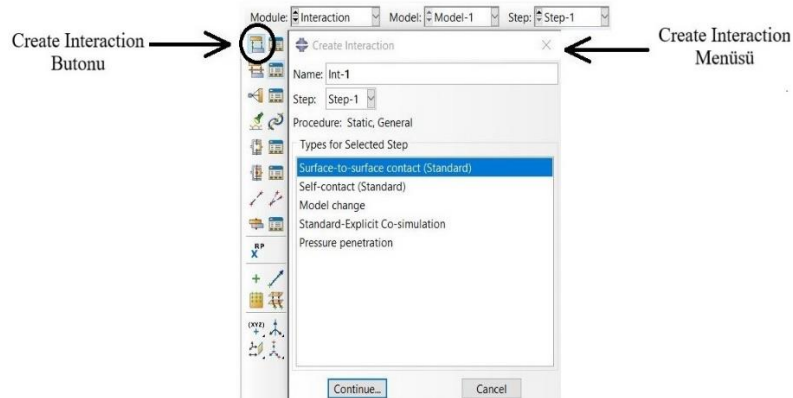 Module: Interaction Model: Model-1 Step: Step-1
Create Interaction
Butonu
Create Interaction
Menüsü
Create Interaction
Name: Int-1
Step: Step-1
Procedure: Static, General
Types for Selected Step
Surface-to-surface contact (Standard)
Self-contact (Standard)
Model change
Standard-Explicit Co-simulation
Pressure penetration
RP
(XYZ)
Continue...
Cancel